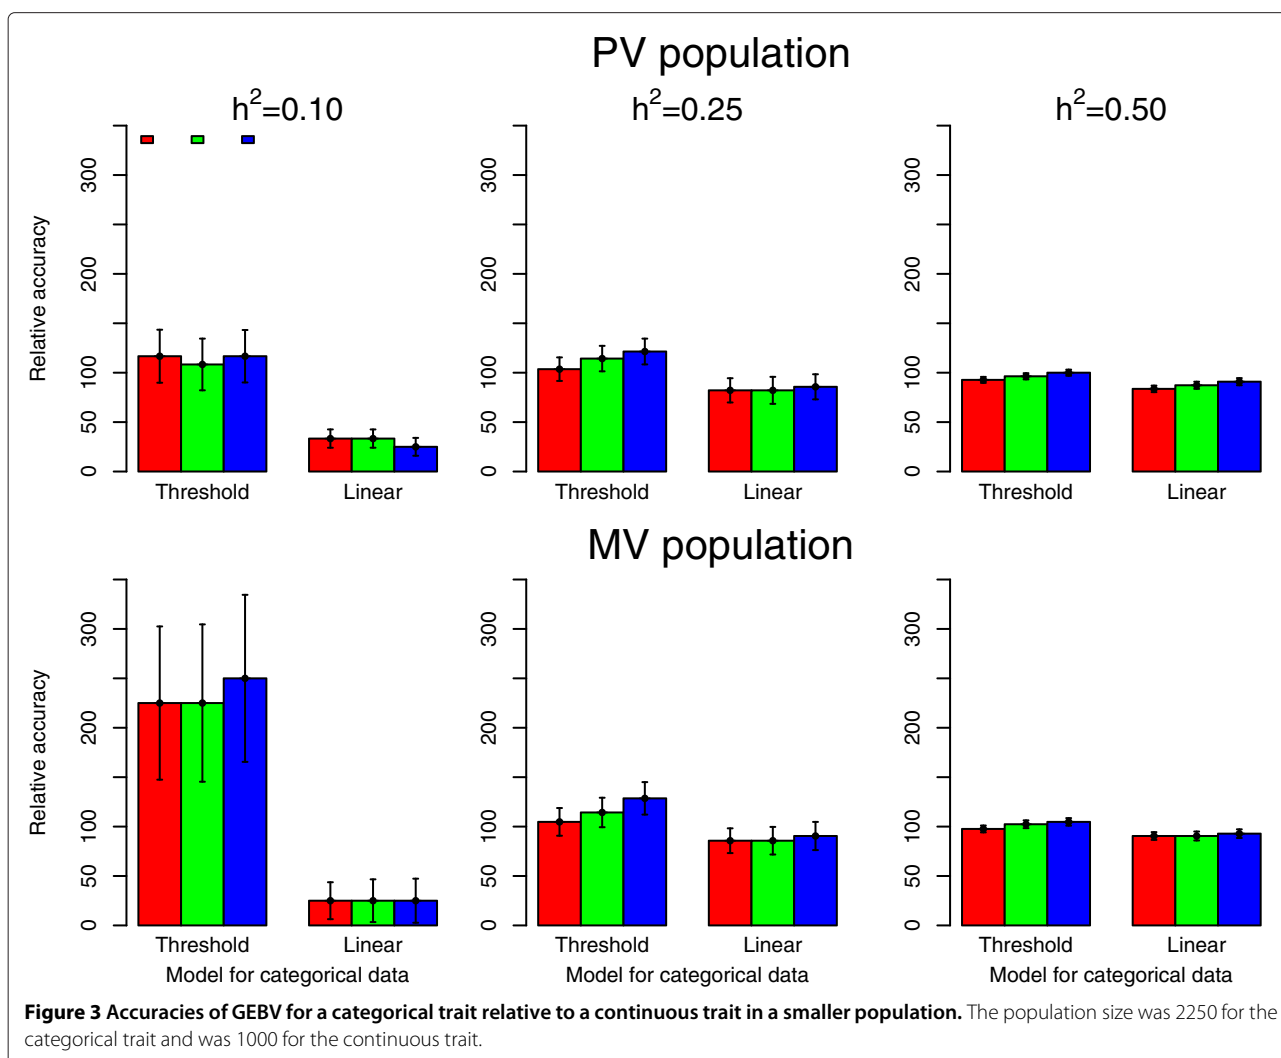 PV population
h²=0.10 h²=0.25 h²=0.50
Relative accuracy
0 50 100 200 300
0 50 100 200 300
0 50 100 200 300
Threshold Linear Threshold Linear Threshold Linear
MV population
Relative accuracy
0 50 100 200 300
0 50 100 200 300
0 50 100 200 300
Threshold Linear Threshold Linear Threshold Linear
Model for categorical data Model for categorical data Model for categorical data
Figure 3 Accuracies of GEBV for a categorical trait relative to a continuous trait in a smaller population. The population size was 2250 for the
categorical trait and was 1000 for the continuous trait.